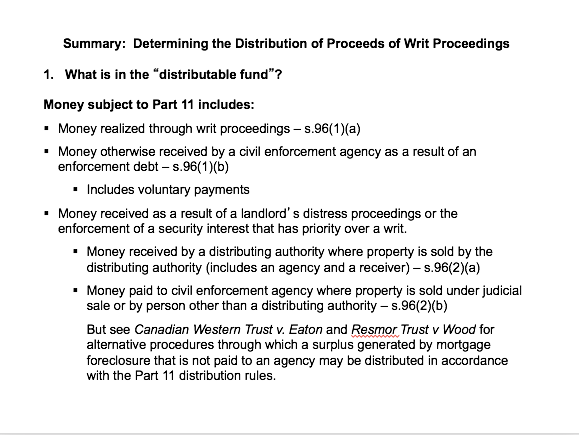 Summary:  Determining the Distribution of Proceeds of Writ Proceedings
1.   What is in the “distributable fund”?
Money subject to Part 11 includes:
▪ Money realized through writ proceedings – s.96(1)(a)
▪ Money otherwise received by a civil enforcement agency as a result of an
enforcement debt – s.96(1)(b)
▪ Includes voluntary payments
▪ Money received as a result of a landlord’s distress proceedings or the
enforcement of a security interest that has priority over a writ.
▪ Money received by a distributing authority where property is sold by the
distributing authority (includes an agency and a receiver) – s.96(2)(a)
▪ Money paid to civil enforcement agency where property is sold under judicial
sale or by person other than a distributing authority – s.96(2)(b)
But see Canadian Western Trust v. Eaton and Resmor Trust v Wood for
alternative procedures through which a surplus generated by mortgage
foreclosure that is not paid to an agency may be distributed in accordance
with the Part 11 distribution rules.